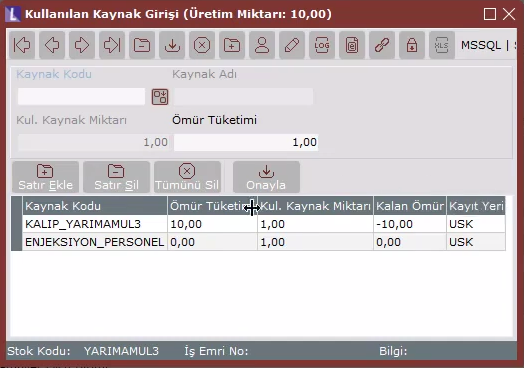 Kullanılan Kaynak Girişi (Üretim Miktarı: 10,00)
LOG XLS MSSQL | S
Kaynak Kodu Kaynak Adı
Kul. Kaynak Miktarı Ömür Tüketimi
1,00 1,00
Satır Ekle Satır Sil Tümünü Sil Onayla
Kaynak Kodu Ömür Tüketim Kul. Kaynak Miktarı Kalan Ömür Kayıt Yeri
KALIP_YARIMAMUL3 10,00 1,00 -10,00 USK
ENJEKSIYON_PERSONEL 0,00 1,00 0,00 USK
Stok Kodu: YARIMAMUL3 İş Emri No: Bilgi: